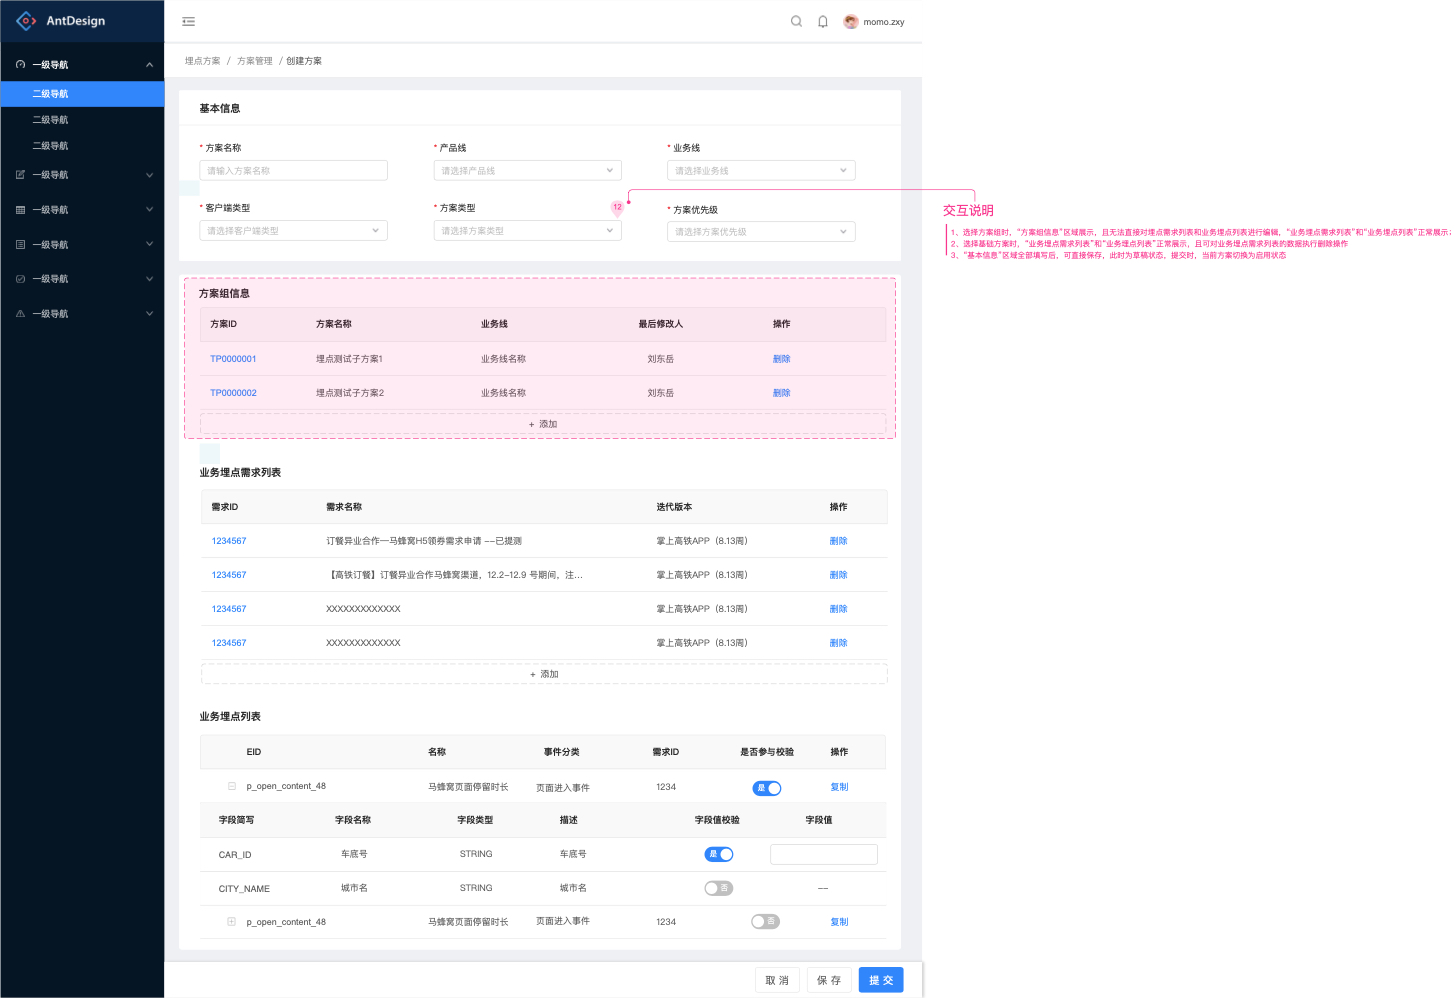 AntDesign
momo.zxy
一级导航
二级导航
二级导航
二级导航
一级导航
一级导航
一级导航
一级导航
一级导航
埋点方案 / 方案管理 / 创建方案
基本信息
* 方案名称 * 产品线 * 业务线
请输入方案名称 请选择产品线 请选择业务线
* 客户端类型 * 方案类型 12 * 方案优先级
请选择客户端类型 请选择方案类型 请选择方案优先级
交互说明
1、选择方案组时，“方案组信息”区域展示，且无法直接对埋点需求列表和业务埋点列表进行编辑，“业务埋点需求列表”和“业务埋点列表”正常展示；
2、选择基础方案时，“业务埋点需求列表”和“业务埋点列表”正常展示，且可对业务埋点需求列表的数据执行删除操作
3、“基本信息”区域全部填写后，可直接保存，此时为草稿状态，提交时，当前方案切换为启用状态
方案组信息
方案ID 方案名称 业务线 最后修改人 操作
TP0000001 埋点测试子方案1 业务线名称 刘东岳 删除
TP0000002 埋点测试子方案2 业务线名称 刘东岳 删除
+ 添加
业务埋点需求列表
需求ID 需求名称 迭代版本 操作
1234567 订餐异业合作—马蜂窝H5领券需求申请 --已提测 掌上高铁APP（8.13周） 删除
1234567 【高铁订餐】订餐异业合作马蜂窝渠道，12.2-12.9 号期间，注... 掌上高铁APP（8.13周） 删除
1234567 XXXXXXXXXXXXX 掌上高铁APP（8.13周） 删除
1234567 XXXXXXXXXXXXX 掌上高铁APP（8.13周） 删除
+ 添加
业务埋点列表
EID 名称 事件分类 需求ID 是否参与校验 操作
p_open_content_48 马蜂窝页面停留时长 页面进入事件 1234 是 复制
字段简写 字段名称 字段类型 描述 字段值校验 字段值
CAR_ID 车底号 STRING 车底号 是
CITY_NAME 城市名 STRING 城市名 否 --
p_open_content_48 马蜂窝页面停留时长 页面进入事件 1234 否 复制
取 消 保 存 提 交